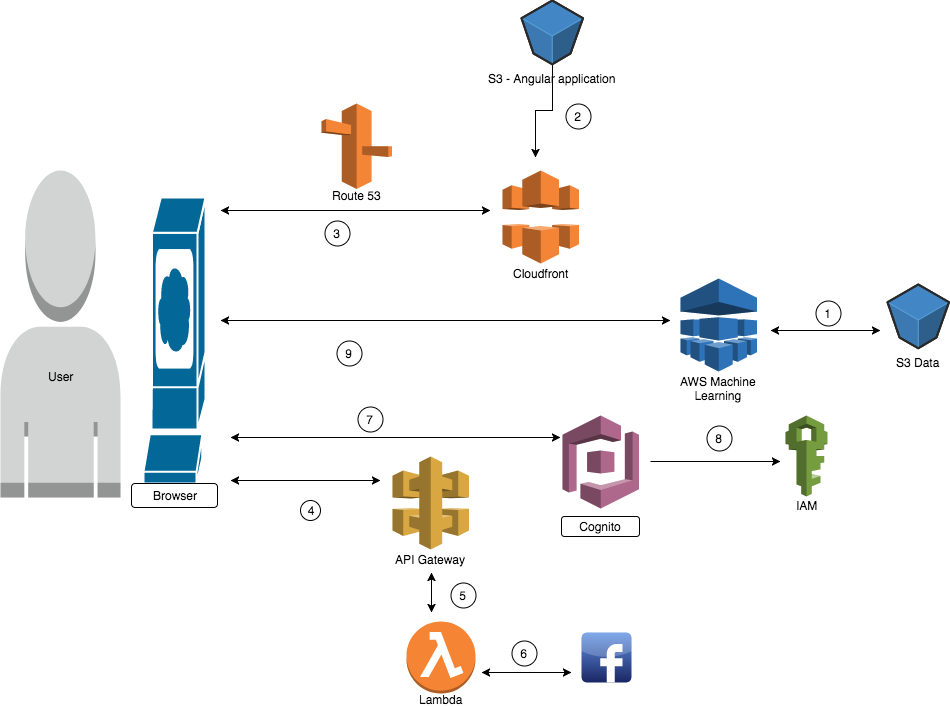 S3 - Angular application
2
Route 53
3
Cloudfront
1
User
9
AWS Machine
Learning
S3 Data
7
8
Browser
4
Cognito
IAM
API Gateway
5
6
f
Lambda